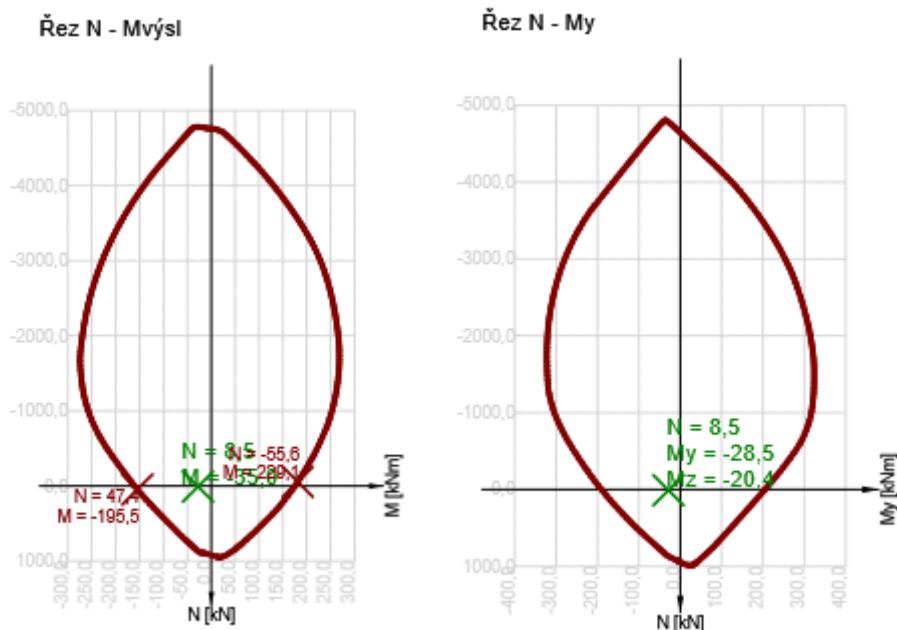 Řez N - Mvýsl
-5000,0
-4000,0
-3000,0
-2000,0
-1000,0
0,0
1000,0
-300,0
-250,0
-200,0
-150,0
-100,0
-50,0
0,0
50,0
100,0
150,0
200,0
250,0
300,0
N = 8,5
N = -55,6
N = 47,4
M = -195,5
M [kNm]
N [kN]
Řez N - My
-5000,0
-4000,0
-3000,0
-2000,0
-1000,0
0,0
1000,0
-400,0
-300,0
-200,0
-100,0
0,0
100,0
200,0
300,0
400,0
N = 8,5
My = -28,5
Mz = -20,4
My [kNm]
N [kN]